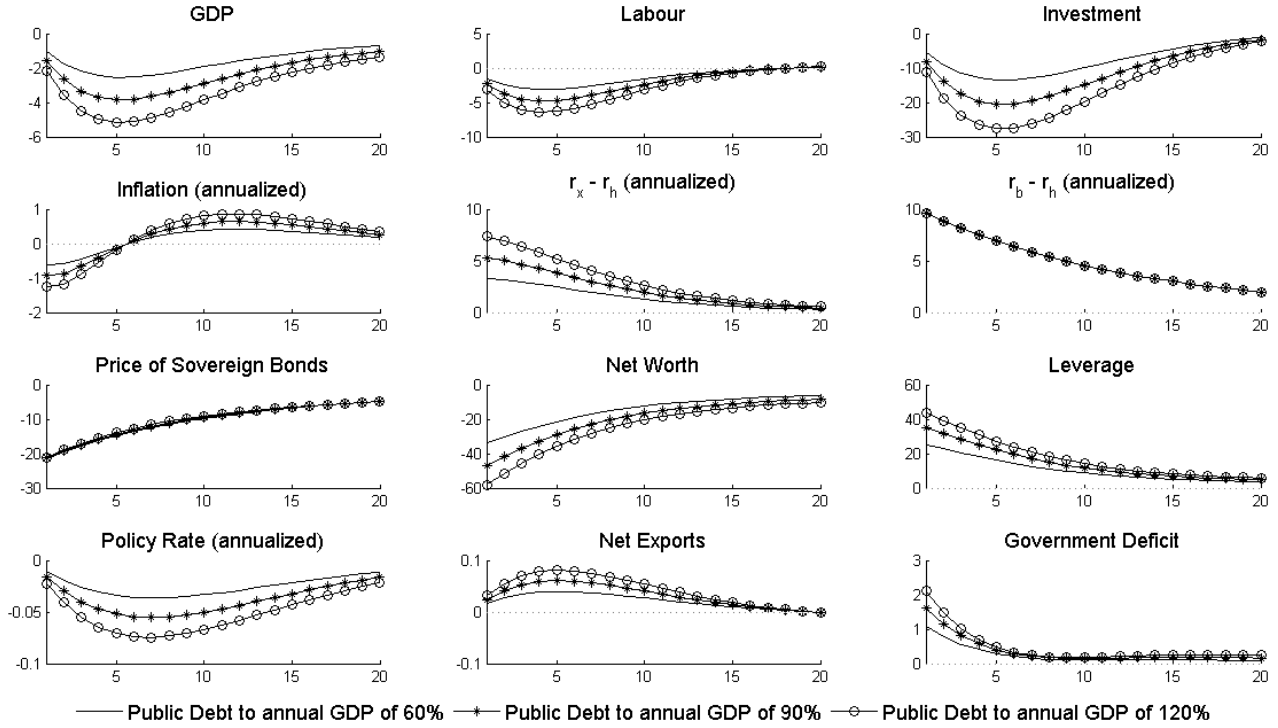 GDP
0
-2
-4
-6
5 10 15 20
Labour
5
0
-5
-10
5 10 15 20
Investment
0
-10
-20
-30
5 10 15 20
Inflation (annualized)
1
0
-1
-2
5 10 15 20
r_x - r_h (annualized)
10
5
0
5 10 15 20
r_b - r_h (annualized)
10
5
0
5 10 15 20
Price of Sovereign Bonds
0
-10
-20
-30
5 10 15 20
Net Worth
0
-20
-40
-60
5 10 15 20
Leverage
60
40
20
0
5 10 15 20
Policy Rate (annualized)
0
-0.05
-0.1
5 10 15 20
Net Exports
0.1
0
-0.1
5 10 15 20
Government Deficit
3
2
1
0
5 10 15 20
Public Debt to annual GDP of 60% Public Debt to annual GDP of 90% Public Debt to annual GDP of 120%